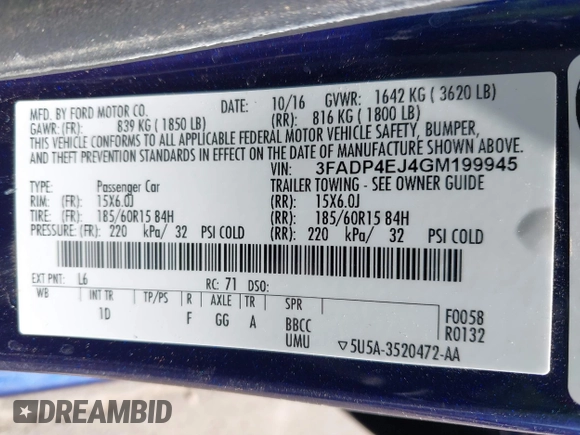 MFD. BY FORD MOTOR CO. DATE: 10/16 GVWR: 1642 KG ( 3620 LB)
GAWR: (FR): 839 KG ( 1850 LB) (RR): 816 KG ( 1800 LB)
THIS VEHICLE CONFORMS TO ALL APPLICABLE FEDERAL MOTOR VEHICLE SAFETY, BUMPER,
AND THEFT PREVENTION STANDARDS IN EFFECT ON THE DATE OF MANUFACTURE SHOWN ABOVE.
VIN: 3FADP4EJ4GM199945
TYPE: Passenger Car TRAILER TOWING - SEE OWNER GUIDE
RIM: (FR): 15X6.0J (RR): 15X6.0J
TIRE: (FR): 185/60R15 84H (RR): 185/60R15 84H
PRESSURE: (FR): 220 kPa/ 32 PSI COLD (RR): 220 kPa/ 32 PSI COLD
EXT PNT: L6 RC: 71 DSO:
WB INT TR TP/PS R AXLE TR SPR F0058
1D F GG A BBCC R0132
UMU ▽5U5A-3520472-AA
DREAMBID